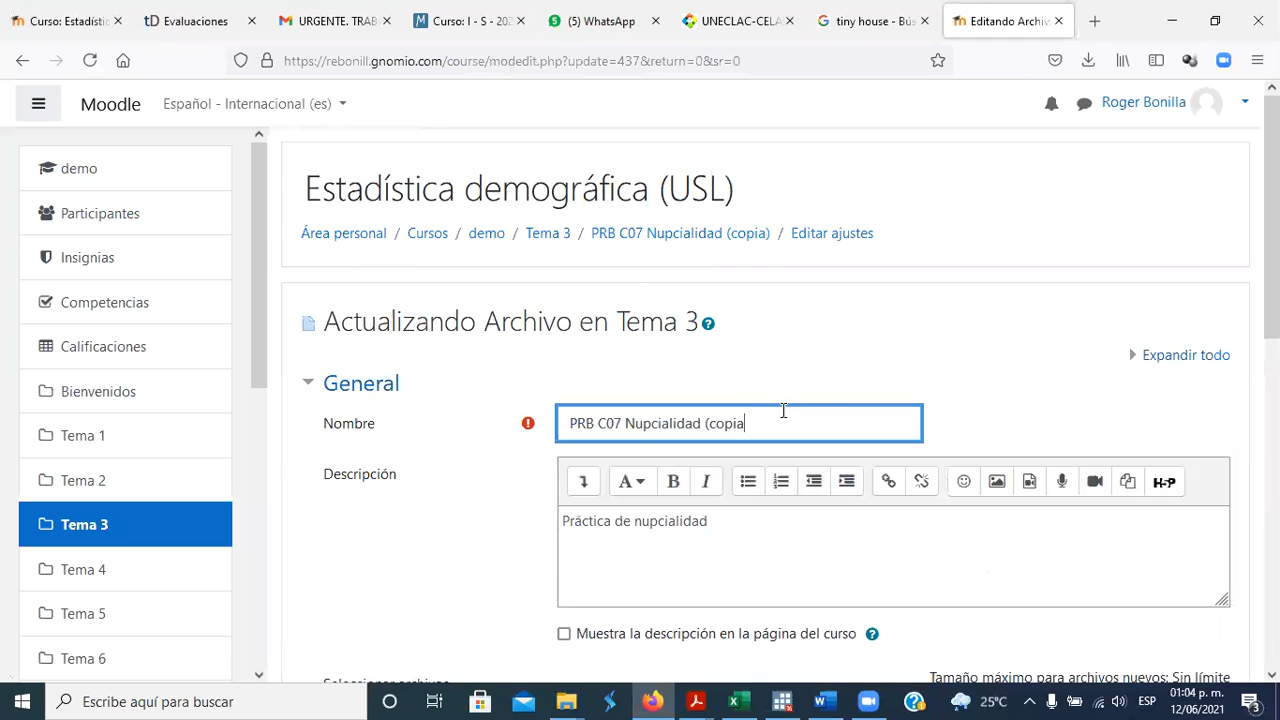 Curso: Estadíst
tD Evaluaciones
URGENTE. TRAB
Curso: I - S - 202
(5) WhatsApp
UNECLAC-CELA
tiny house - Bús
Editando Archiv
https://rebonill.gnomio.com/course/modedit.php?update=437&return=0&sr=0
Moodle
Español - Internacional (es)
Roger Bonilla
demo
Participantes
Insignias
Competencias
Calificaciones
Bienvenidos
Tema 1
Tema 2
Tema 3
Tema 4
Tema 5
Tema 6
Estadística demográfica (USL)
Área personal / Cursos / demo / Tema 3 / PRB C07 Nupcialidad (copia) / Editar ajustes
Actualizando Archivo en Tema 3
Expandir todo
General
Nombre
PRB C07 Nupcialidad (copia
Descripción
A B I H-P
Práctica de nupcialidad
Muestra la descripción en la página del curso
Seleccionar archivos
Tamaño máximo para archivos nuevos: Sin límite
Escribe aquí para buscar
25°C
ESP
01:04 p. m.
12/06/2021
3